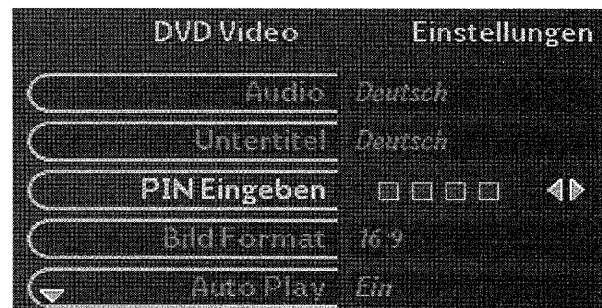 DVD Video Einstellungen
Audio Deutsch
Untertitel Deutsch
PIN Eingeben
Bild Format 16:9
Auto Play Ein